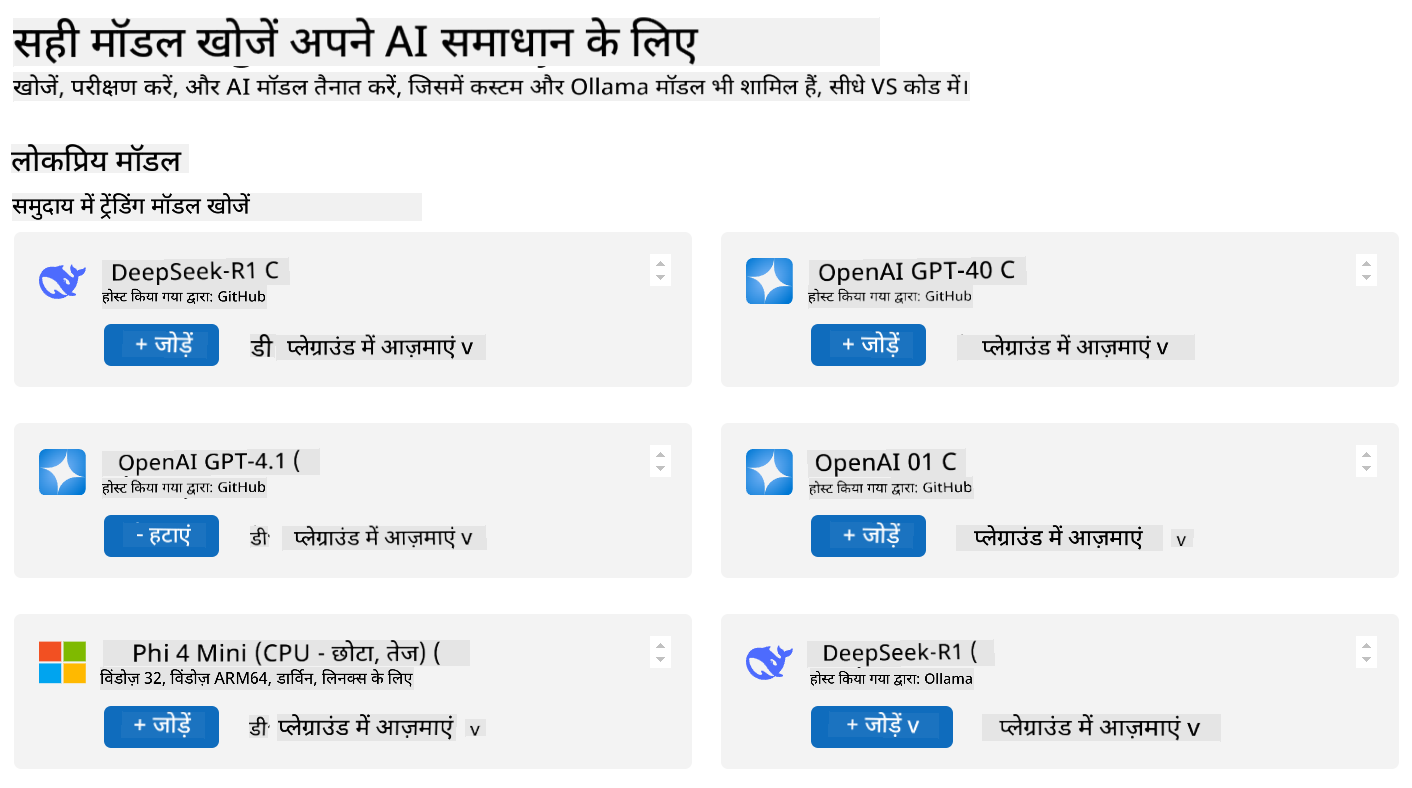 सही मॉडल खोजें अपने AI समाधान के लिए
खोजें, परीक्षण करें, और AI मॉडल तैनात करें, जिसमें कस्टम और Ollama मॉडल भी शामिल हैं, सीधे VS कोड में।
लोकप्रिय मॉडल
समुदाय में ट्रेंडिंग मॉडल खोजें
DeepSeek-R1 C
होस्ट किया गया द्वारा: GitHub
+ जोड़ें डी प्लेग्राउंड में आज़माएं v
OpenAI GPT-40 C
होस्ट किया गया द्वारा: GitHub
+ जोड़ें प्लेग्राउंड में आज़माएं v
OpenAI GPT-4.1 (
होस्ट किया गया द्वारा: GitHub
- हटाएं डी प्लेग्राउंड में आज़माएं v
OpenAI 01 C
होस्ट किया गया द्वारा: GitHub
+ जोड़ें प्लेग्राउंड में आज़माएं v
Phi 4 Mini (CPU - छोटा, तेज) (
विंडोज़ 32, विंडोज़ ARM64, डार्विन, लिनक्स के लिए
+ जोड़ें डी प्लेग्राउंड में आज़माएं v
DeepSeek-R1 (
होस्ट किया गया द्वारा: Ollama
+ जोड़ें v प्लेग्राउंड में आज़माएं v